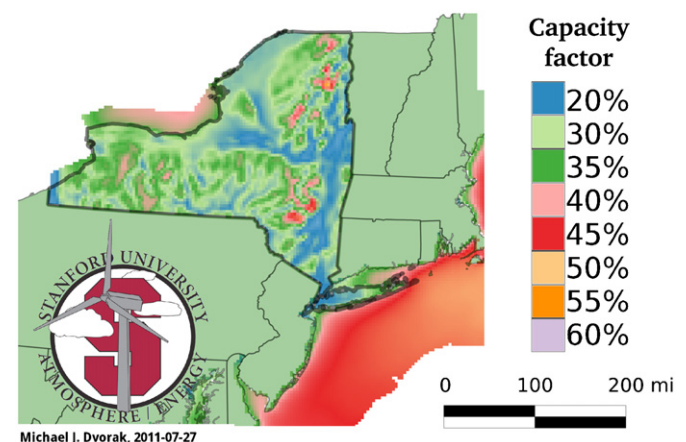 Capacity
factor
20%
30%
35%
40%
45%
50%
55%
60%
STANFORD UNIVERSITY
S
ATMOSPHERE / ENERGY
0 100 200 mi
Michael J. Dvorak, 2011-07-27